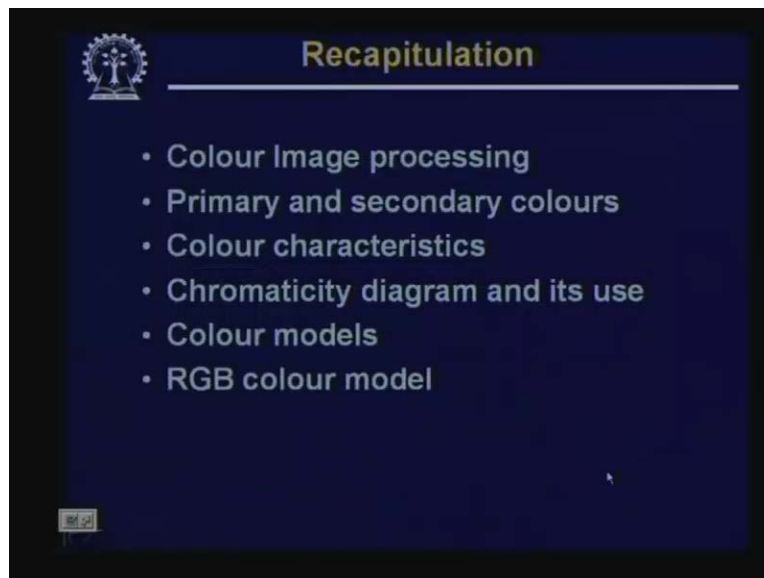 Recapitulation
• Colour Image processing
• Primary and secondary colours
• Colour characteristics
• Chromaticity diagram and its use
• Colour models
• RGB colour model